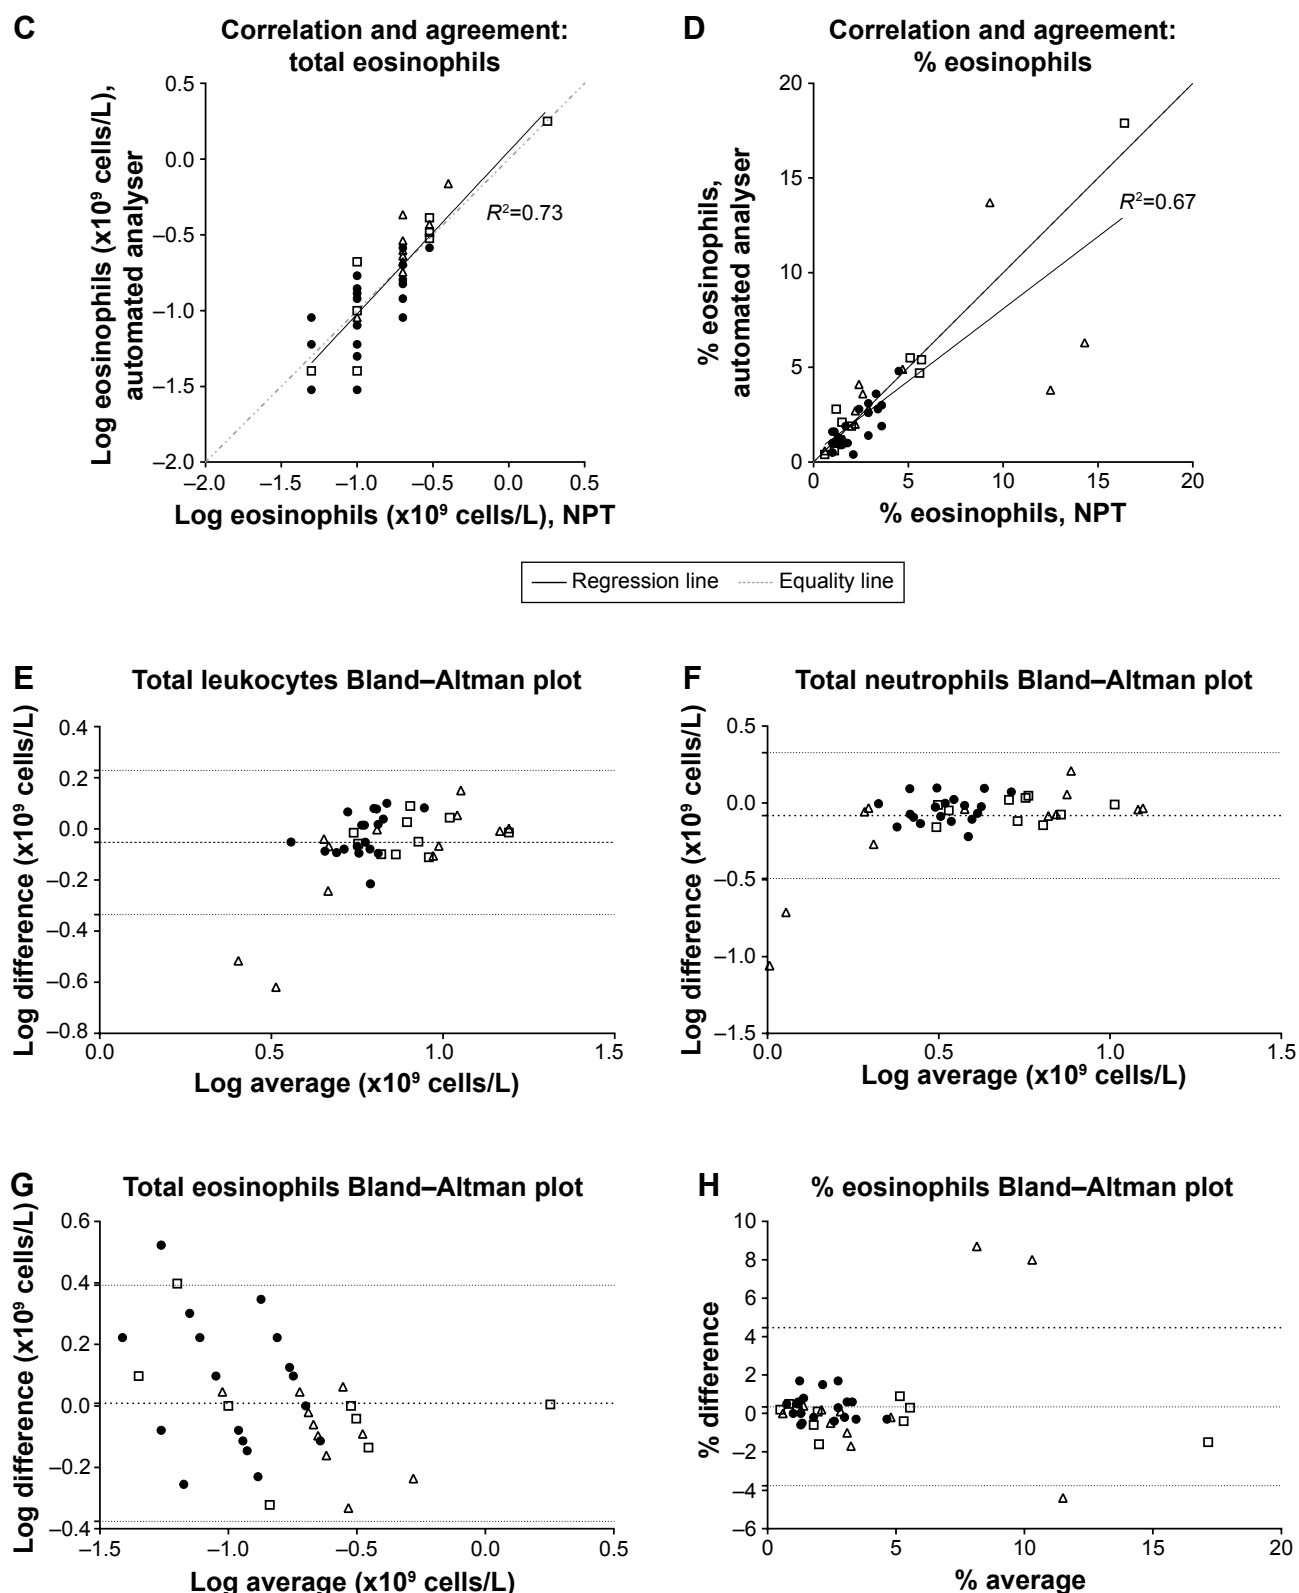 C
Correlation and agreement:
total eosinophils
Log eosinophils (x10⁹ cells/L),
automated analyser
0.5
0.0
–0.5
–1.0
–1.5
–2.0
R²=0.73
–2.0 –1.5 –1.0 –0.5 0.0 0.5
Log eosinophils (x10⁹ cells/L), NPT
D
Correlation and agreement:
% eosinophils
% eosinophils,
automated analyser
20
15
10
5
0
R²=0.67
0 5 10 15 20
% eosinophils, NPT
Regression line Equality line
E
Total leukocytes Bland–Altman plot
Log difference (x10⁹ cells/L)
0.4
0.2
0.0
–0.2
–0.4
–0.6
–0.8
0.0 0.5 1.0 1.5
Log average (x10⁹ cells/L)
F
Total neutrophils Bland–Altman plot
Log difference (x10⁹ cells/L)
0.5
0.0
–0.5
–1.0
–1.5
0.0 0.5 1.0 1.5
Log average (x10⁹ cells/L)
G
Total eosinophils Bland–Altman plot
Log difference (x10⁹ cells/L)
0.6
0.4
0.2
0.0
–0.2
–0.4
–1.5 –1.0 –0.5 0.0 0.5
Log average (x10⁹ cells/L)
H
% eosinophils Bland–Altman plot
% difference
10
8
6
4
2
0
–2
–4
–6
0 5 10 15 20
% average